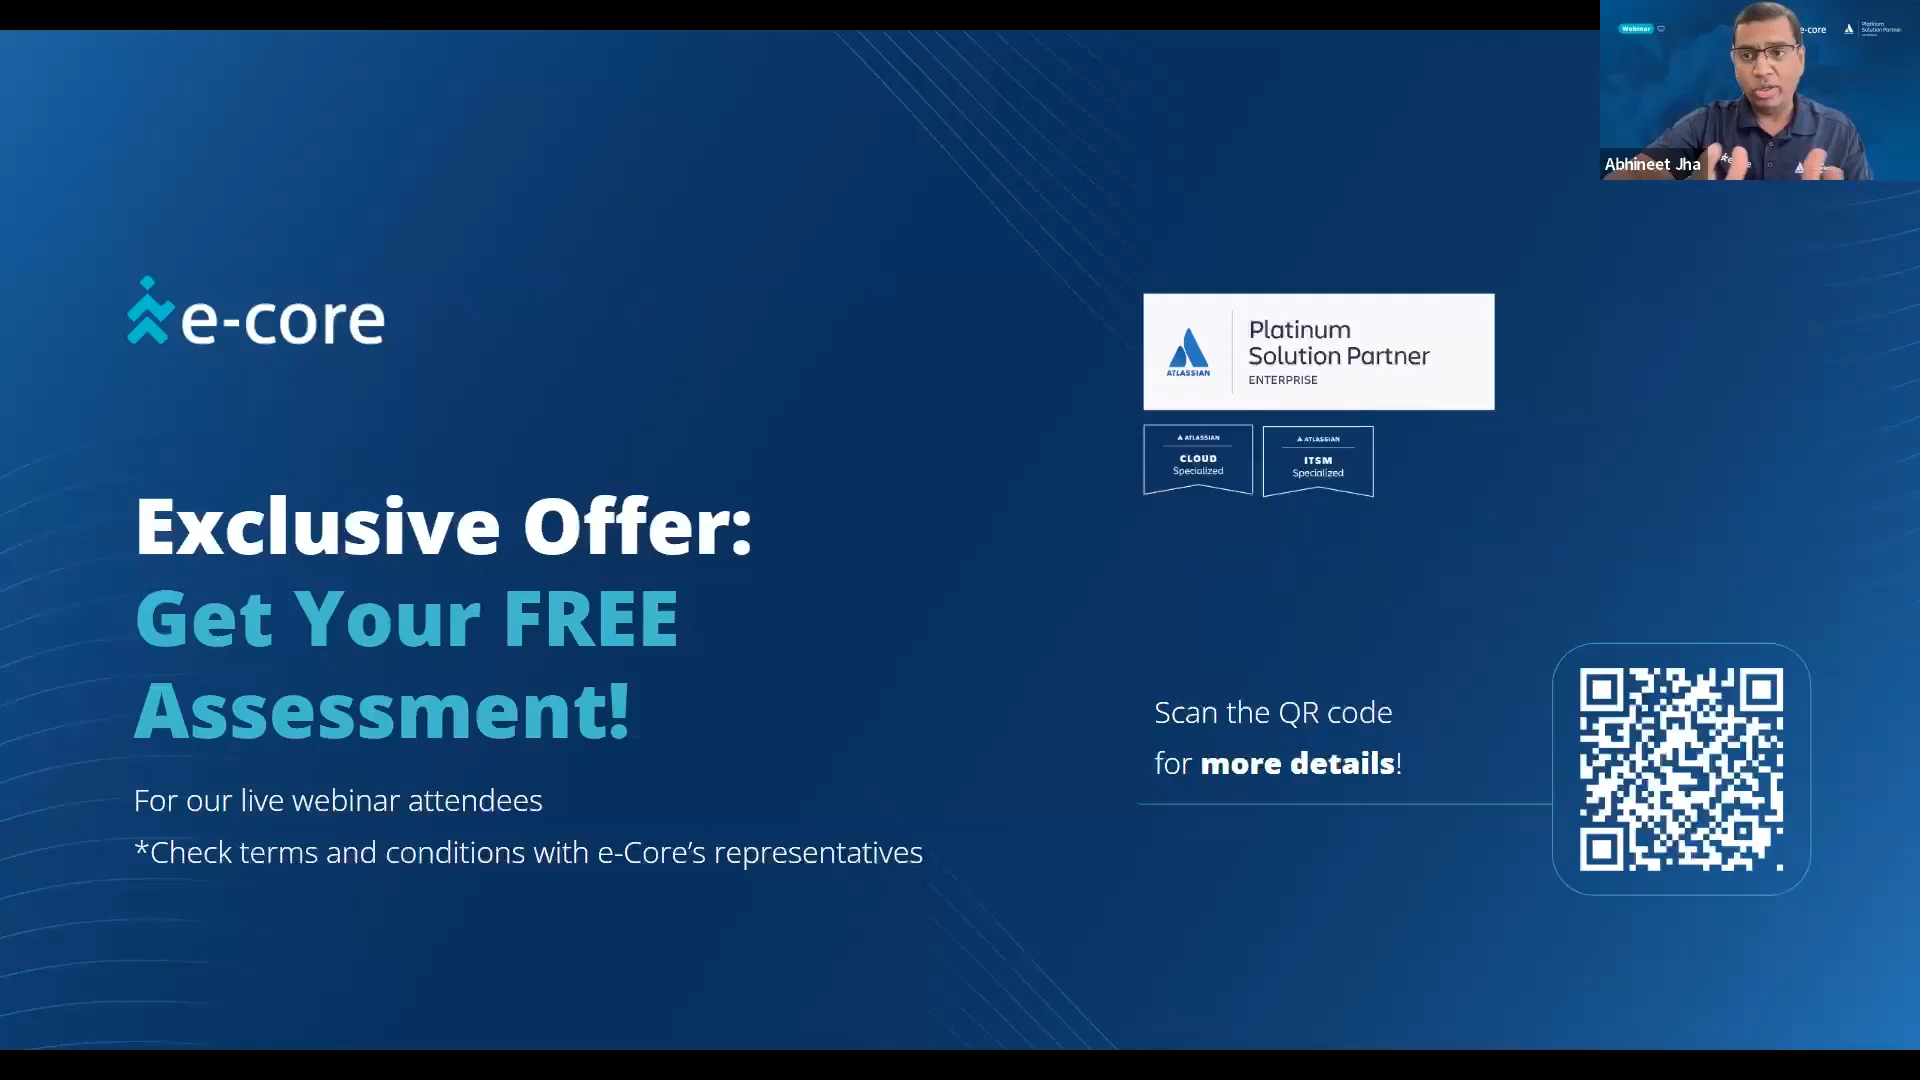 Webinar
e-core
Platinum
Solution Partner
Abhineet Jha
e-core
ATLASSIAN
Platinum
Solution Partner
ENTERPRISE
ATLASSIAN
CLOUD
Specialized
ATLASSIAN
ITSM
Specialized
Exclusive Offer:
Get Your FREE
Assessment!
For our live webinar attendees
*Check terms and conditions with e-Core’s representatives
Scan the QR code
for more details!